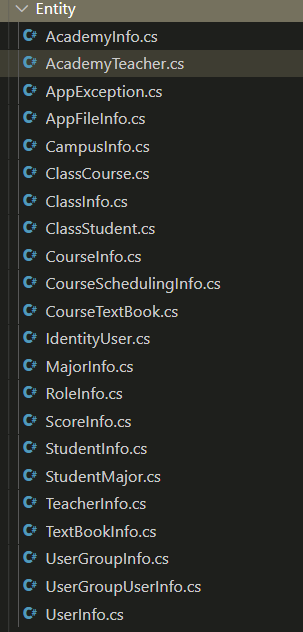 Entity
C# AcademyInfo.cs
C# AcademyTeacher.cs
C# AppException.cs
C# AppFileInfo.cs
C# CampusInfo.cs
C# ClassCourse.cs
C# ClassInfo.cs
C# ClassStudent.cs
C# CourseInfo.cs
C# CourseSchedulingInfo.cs
C# CourseTextBook.cs
C# IdentityUser.cs
C# MajorInfo.cs
C# RoleInfo.cs
C# ScoreInfo.cs
C# StudentInfo.cs
C# StudentMajor.cs
C# TeacherInfo.cs
C# TextBookInfo.cs
C# UserGroupInfo.cs
C# UserGroupUserInfo.cs
C# UserInfo.cs